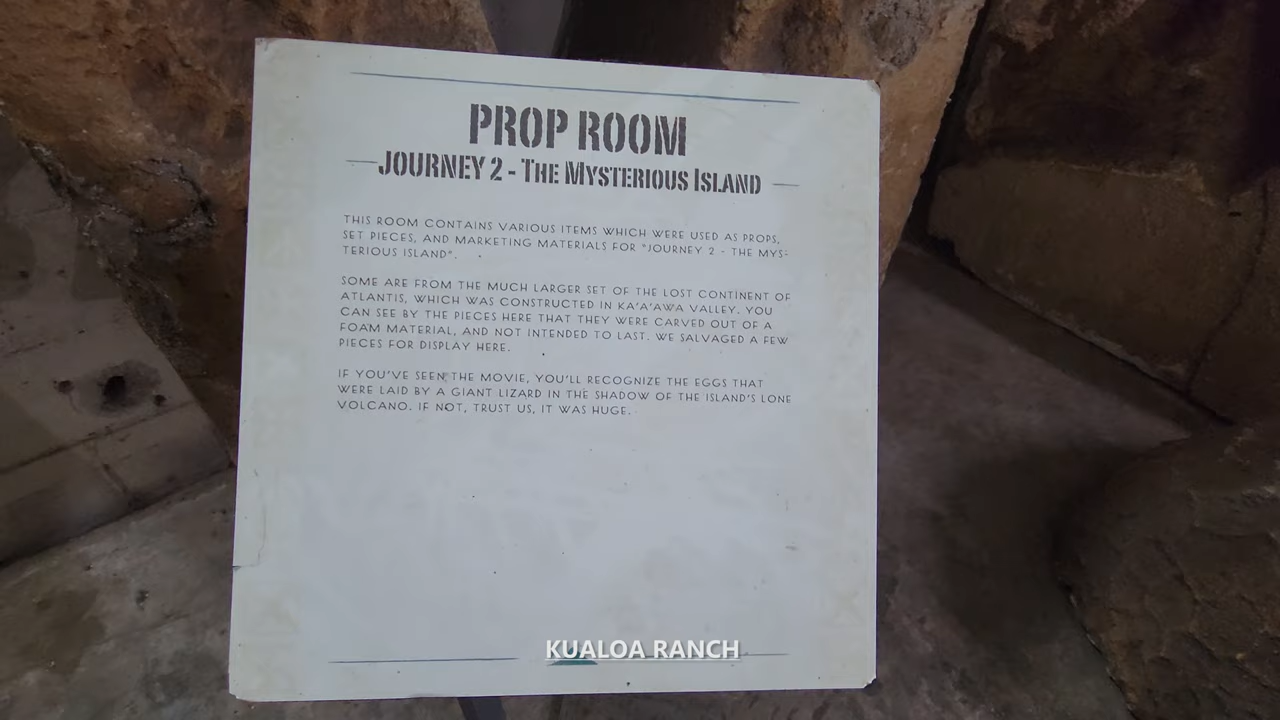 PROP ROOM
JOURNEY 2 - THE MYSTERIOUS ISLAND
THIS ROOM CONTAINS VARIOUS ITEMS WHICH WERE USED AS PROPS,
SET PIECES, AND MARKETING MATERIALS FOR "JOURNEY 2 - THE MYS-
TERIOUS ISLAND".
SOME ARE FROM THE MUCH LARGER SET OF THE LOST CONTINENT OF
ATLANTIS, WHICH WAS CONSTRUCTED IN KA'A'AWA VALLEY. YOU
CAN SEE BY THE PIECES HERE THAT THEY WERE CARVED OUT OF A
FOAM MATERIAL, AND NOT INTENDED TO LAST. WE SALVAGED A FEW
PIECES FOR DISPLAY HERE.
IF YOU'VE SEEN THE MOVIE, YOU'LL RECOGNIZE THE EGGS THAT
WERE LAID BY A GIANT LIZARD IN THE SHADOW OF THE ISLAND'S LONE
VOLCANO. IF NOT, TRUST US, IT WAS HUGE.
KUALOA RANCH